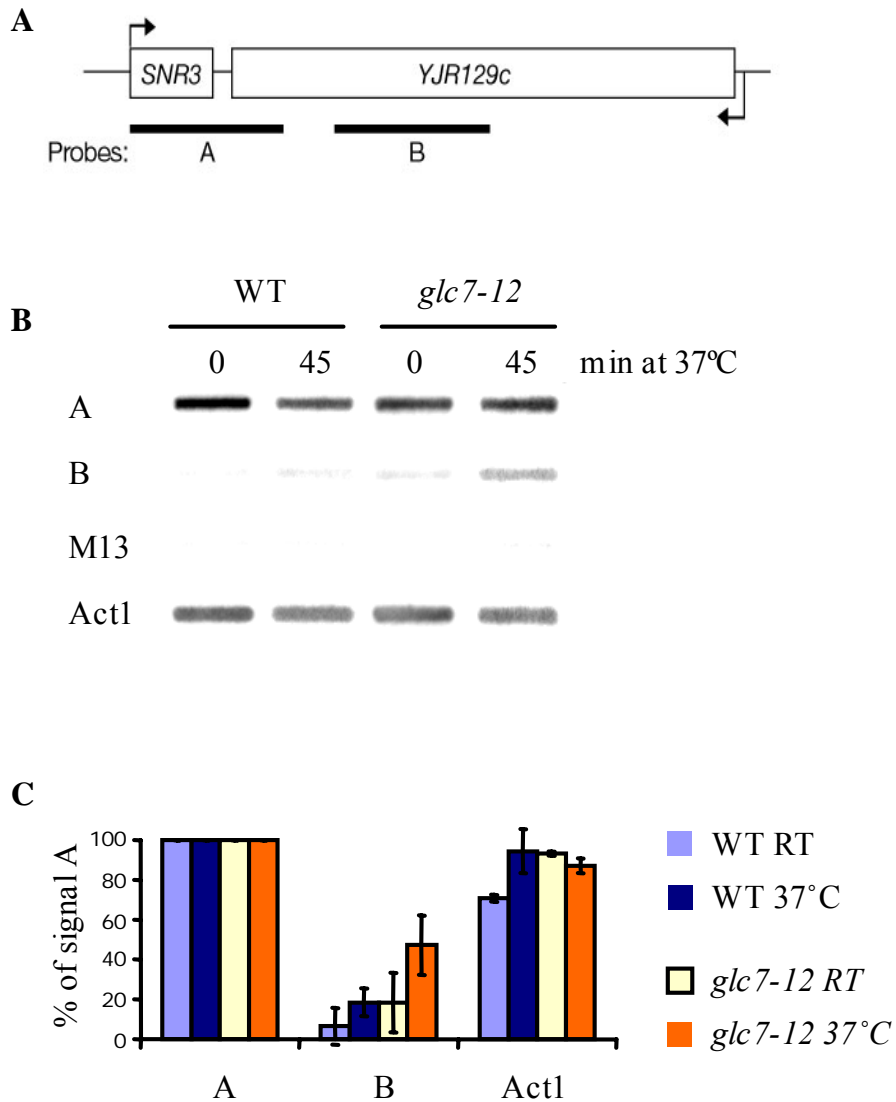 A
SNR3 YJR129c
Probes: A B
B
WT glc7-12
0 45 0 45 min at 37ºC
A
B
M13
Act1
C
% of signal A
100
80
60
40
20
0
A B Act1
WT RT
WT 37˚C
glc7-12 RT
glc7-12 37˚C